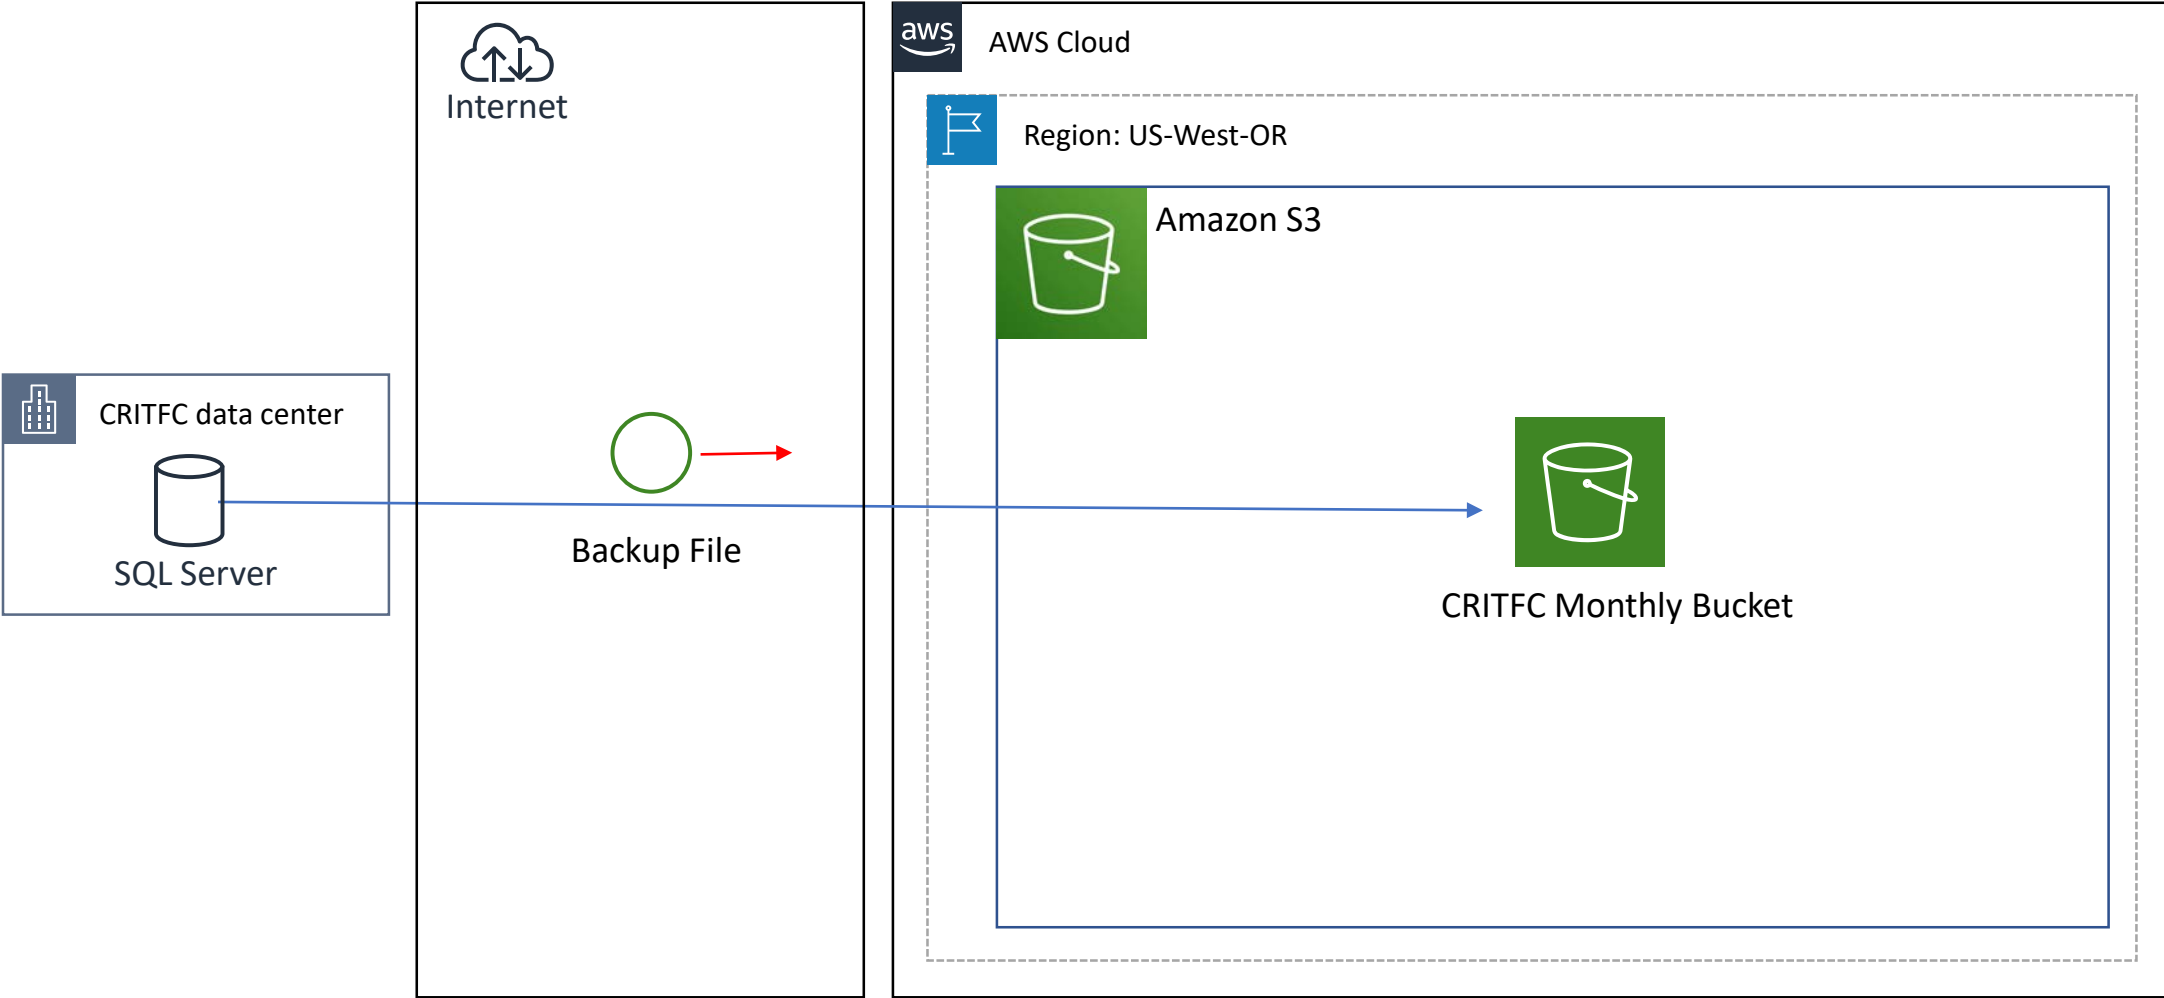 CRITFC data center
SQL Server
Internet
Backup File
aws
AWS Cloud
Region: US-West-OR
Amazon S3
CRITFC Monthly Bucket